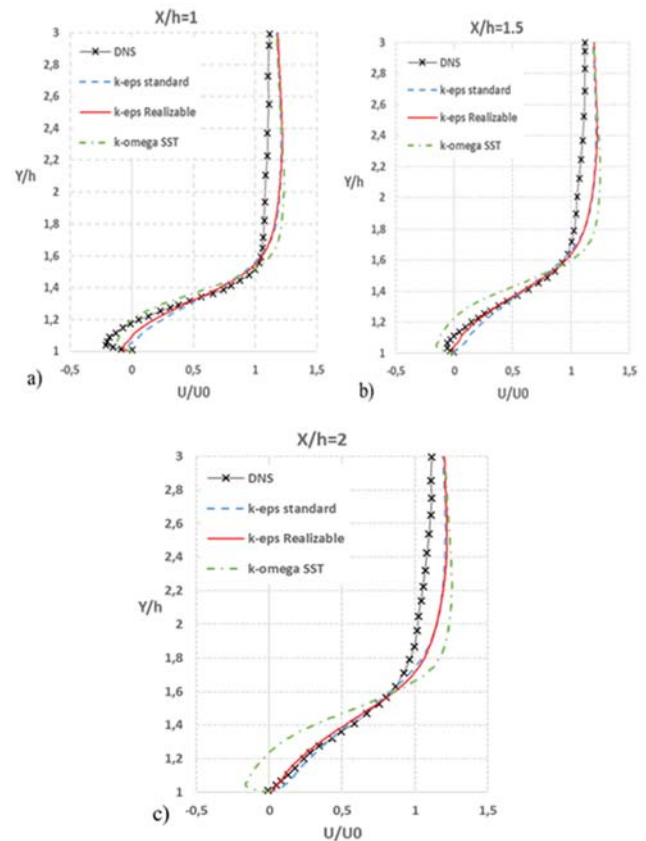 X/h=1
3
2,8
2,6
2,4
2,2
Y/h
2
1,8
1,6
1,4
1,2
1
DNS
k-eps standard
k-eps Realizable
k-omega SST
-0,5
0
0,5
1
1,5
U/U0
a)
X/h=1.5
3
2,8
2,6
2,4
2,2
Y/h
2
1,8
1,6
1,4
1,2
1
DNS
k-eps standard
k-eps Realizable
k-omega SST
-0,5
0
0,5
1
1,5
U/U0
b)
X/h=2
3
2,8
2,6
2,4
2,2
Y/h
2
1,8
1,6
1,4
1,2
1
DNS
k-eps standard
k-eps Realizable
k-omega SST
-0,5
0
0,5
1
1,5
U/U0
c)